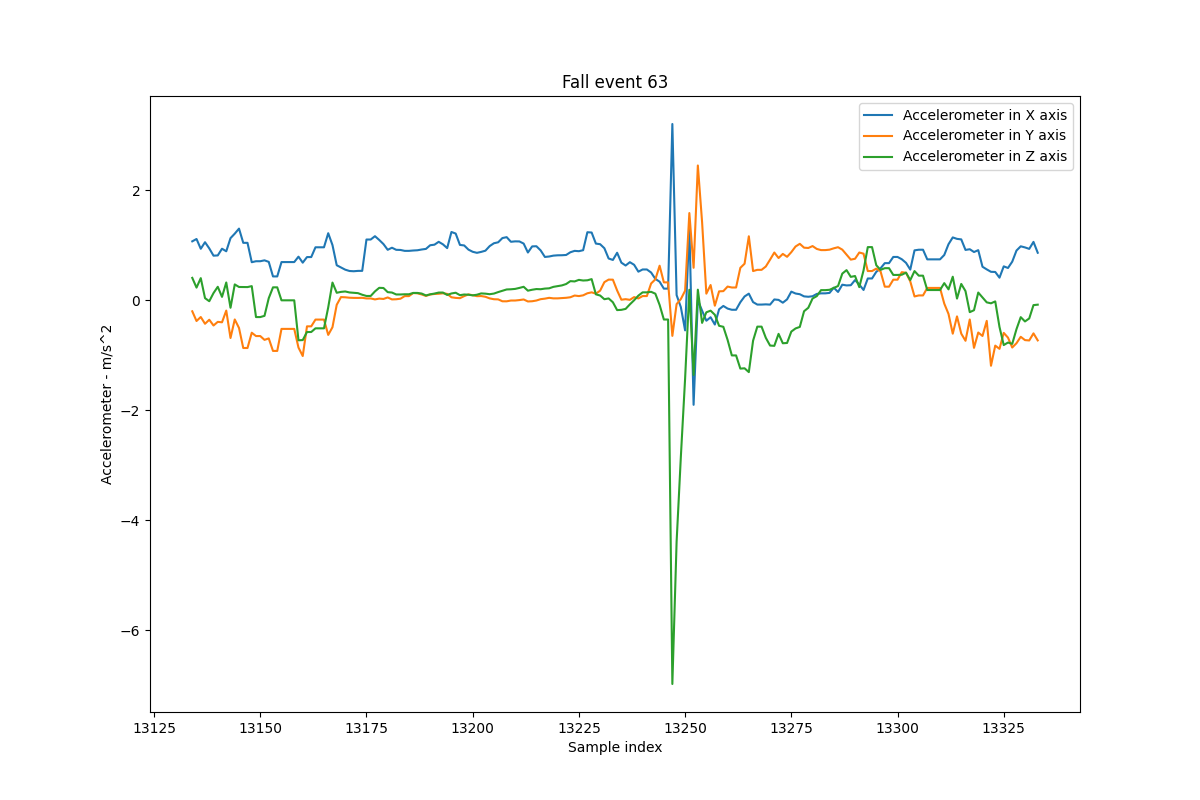 Fall event 63
Accelerometer in X axis
Accelerometer in Y axis
Accelerometer in Z axis
2
0
−2
−4
−6
Accelerometer - m/s^2
13125 13150 13175 13200 13225 13250 13275 13300 13325
Sample index